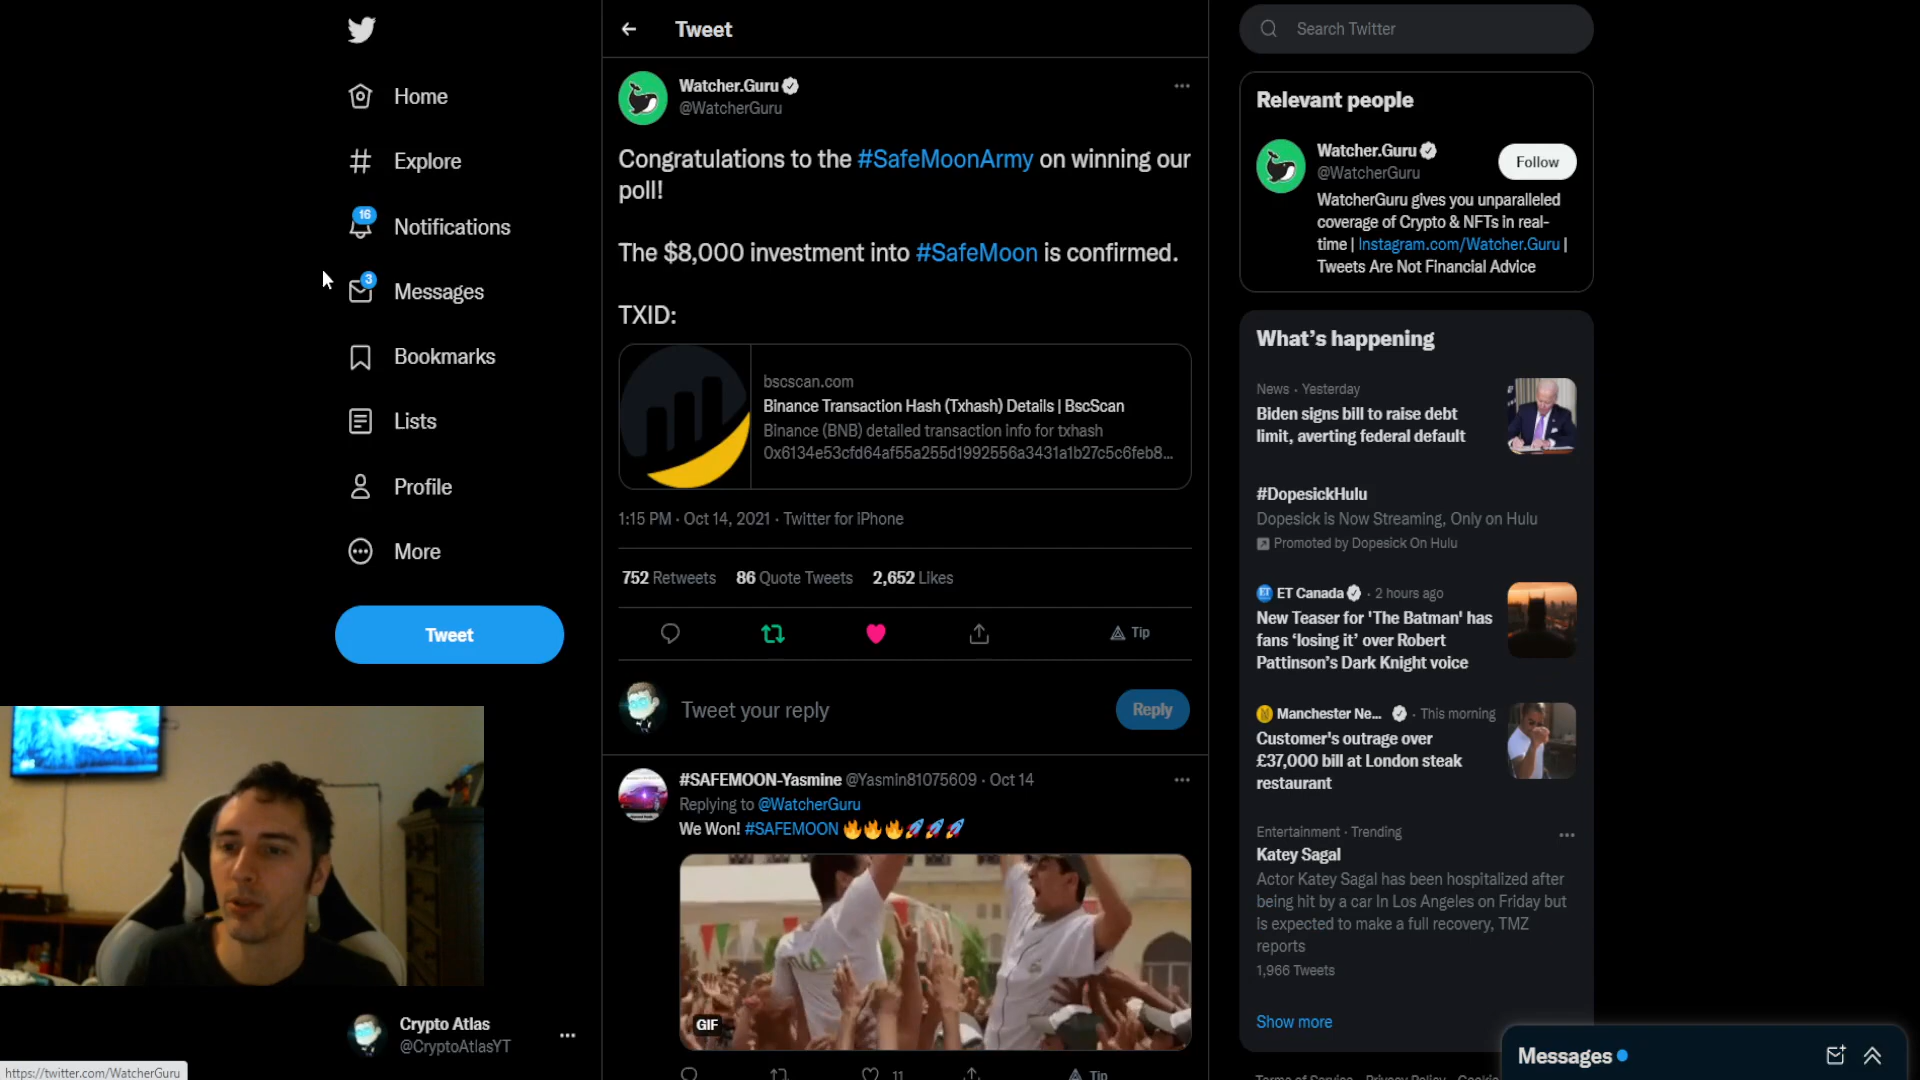 Home
Explore
16
Notifications
3
Messages
Bookmarks
Lists
Profile
More
Tweet
Crypto Atlas
@CryptoAtlasYT
https://twitter.com/WatcherGuru
Tweet
Watcher.Guru
@WatcherGuru
Congratulations to the #SafeMoonArmy on winning our
poll!
The $8,000 investment into #SafeMoon is confirmed.
TXID:
bscscan.com
Binance Transaction Hash (Txhash) Details | BscScan
Binance (BNB) detailed transaction info for txhash
0x6134e53cfd64af55a255d1992556a3431a1b27c5c6feb8...
1:15 PM · Oct 14, 2021 · Twitter for iPhone
752 Retweets 86 Quote Tweets 2,652 Likes
Tip
Tweet your reply
Reply
#SAFEMOON-Yasmine @Yasmin81075609 · Oct 14
Replying to @WatcherGuru
We Won! #SAFEMOON 🔥🔥🔥🚀🚀🚀
GIF
11 Tip
Search Twitter
Relevant people
Watcher.Guru
@WatcherGuru
Follow
WatcherGuru gives you unparalleled
coverage of Crypto & NFTs in real-
time | Instagram.com/Watcher.Guru |
Tweets Are Not Financial Advice
What's happening
News · Yesterday
Biden signs bill to raise debt
limit, averting federal default
#DopesickHulu
Dopesick is Now Streaming, Only on Hulu
Promoted by Dopesick On Hulu
ET Canada · 2 hours ago
New Teaser for 'The Batman' has
fans ‘losing it’ over Robert
Pattinson’s Dark Knight voice
Manchester Ne... · This morning
Customer's outrage over
£37,000 bill at London steak
restaurant
Entertainment · Trending
Katey Sagal
Actor Katey Sagal has been hospitalized after
being hit by a car In Los Angeles on Friday but
is expected to make a full recovery, TMZ
reports
1,966 Tweets
Show more
Messages
Terms of Service Privacy Policy Cookie